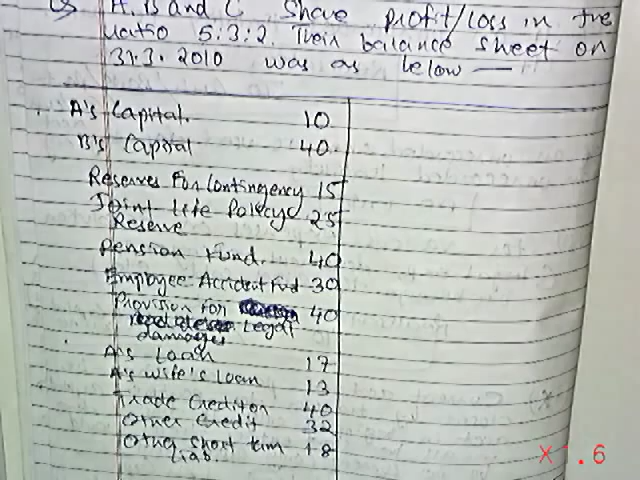 A, B and C Share profit/loss in the
ratio 5:3:2. Their balance sheet on
31.3.2010 was as below —
A's Capital. 10
B's Capital 40
Reserves For Contingency 15
Joint Life Policy 25
Reserve
Pension Fund. 40
Employee Accident Fund 30
Provision For 40
Legal
damages
A's Loan 17
A's wife's Loan 13
Trade Creditor 40
Other Credit 32
Other Short term 18
Liab.
×1.6